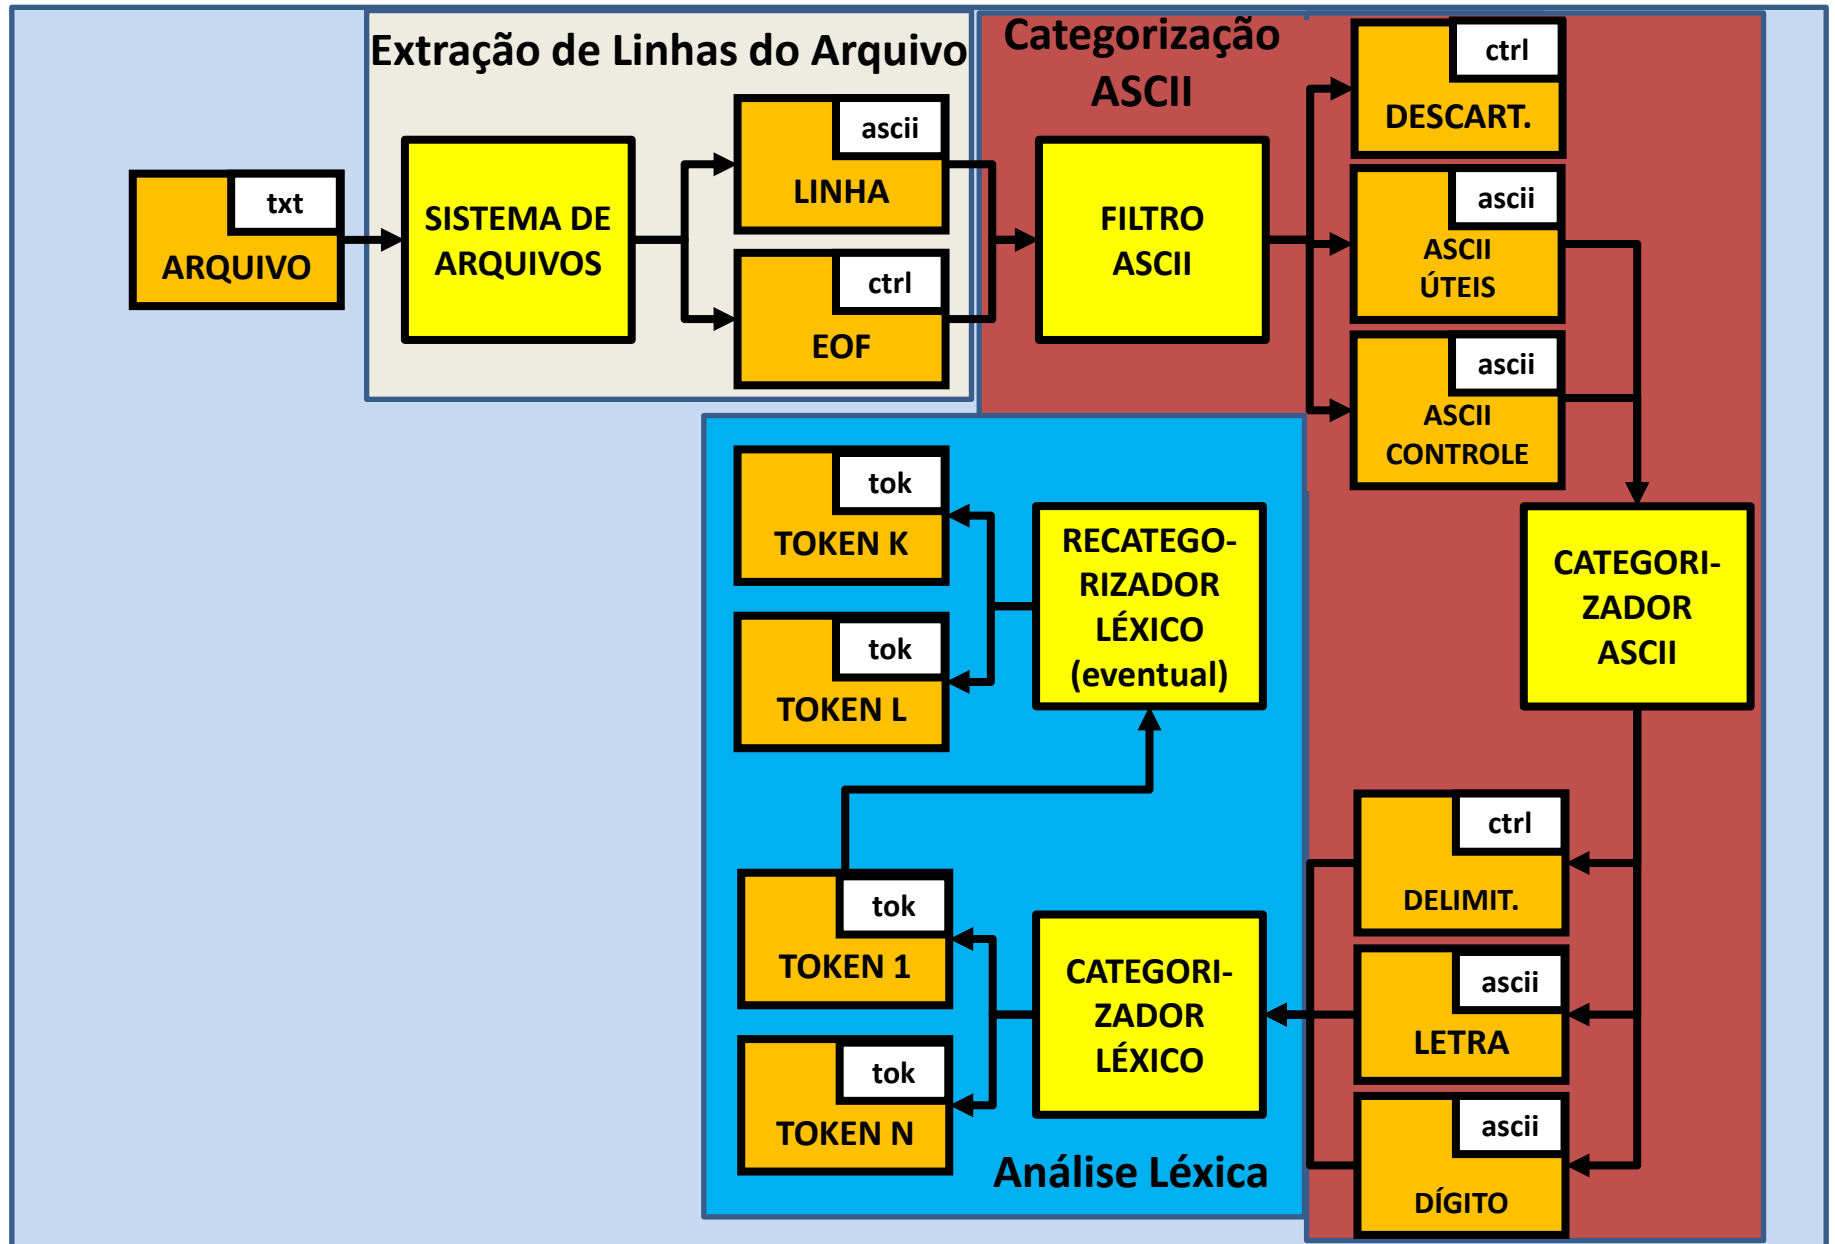 Extração de Linhas do Arquivo
Categorização
ASCII
txt
ARQUIVO
SISTEMA DE
ARQUIVOS
ascii
LINHA
ctrl
EOF
FILTRO
ASCII
ctrl
DESCART.
ascii
ASCII
ÚTEIS
ascii
ASCII
CONTROLE
CATEGORI-
ZADOR
ASCII
ctrl
DELIMIT.
ascii
LETRA
ascii
DÍGITO
tok
TOKEN K
tok
TOKEN L
RECATEGO-
RIZADOR
LÉXICO
(eventual)
tok
TOKEN 1
tok
TOKEN N
CATEGORI-
ZADOR
LÉXICO
Análise Léxica